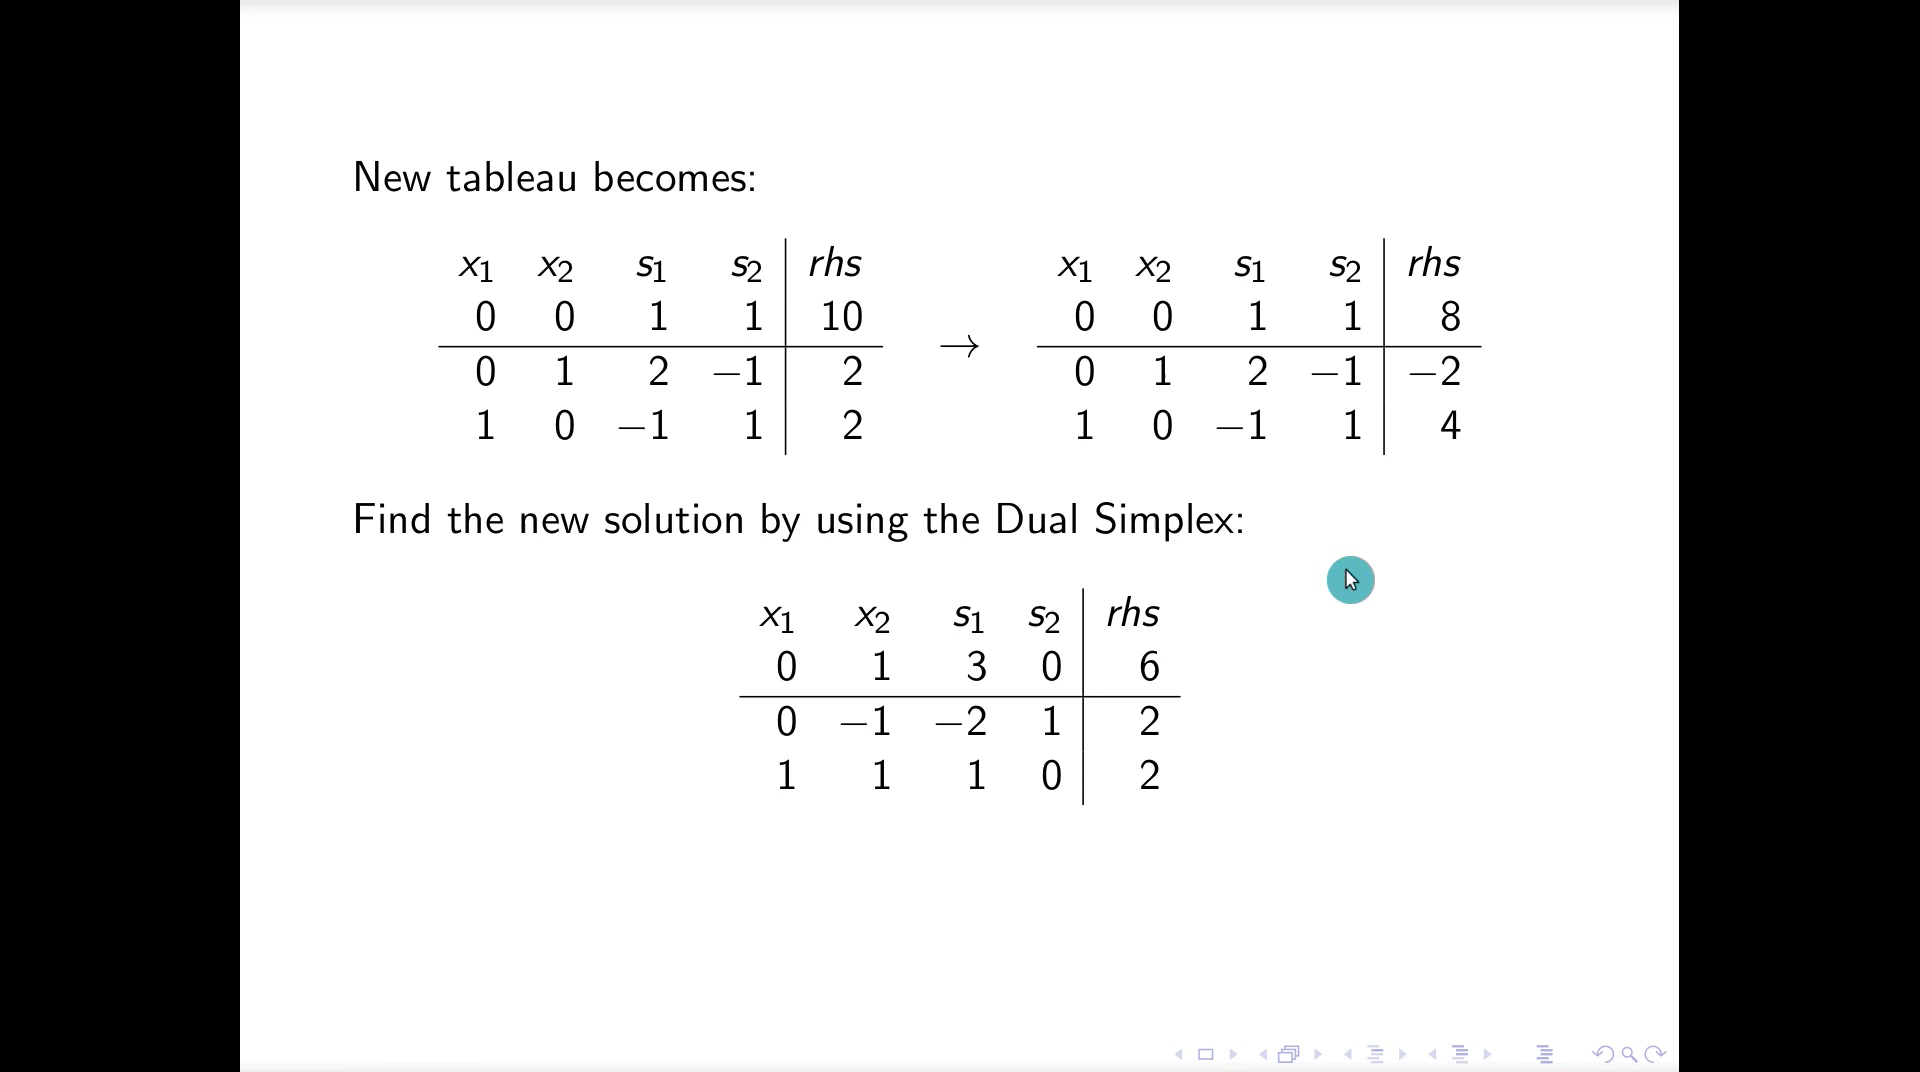 New tableau becomes:
x1 x2 s1 s2 rhs
0 0 1 1 10
0 1 2 −1 2
1 0 −1 1 2
→
x1 x2 s1 s2 rhs
0 0 1 1 8
0 1 2 −1 −2
1 0 −1 1 4
Find the new solution by using the Dual Simplex:
x1 x2 s1 s2 rhs
0 1 3 0 6
0 −1 −2 1 2
1 1 1 0 2